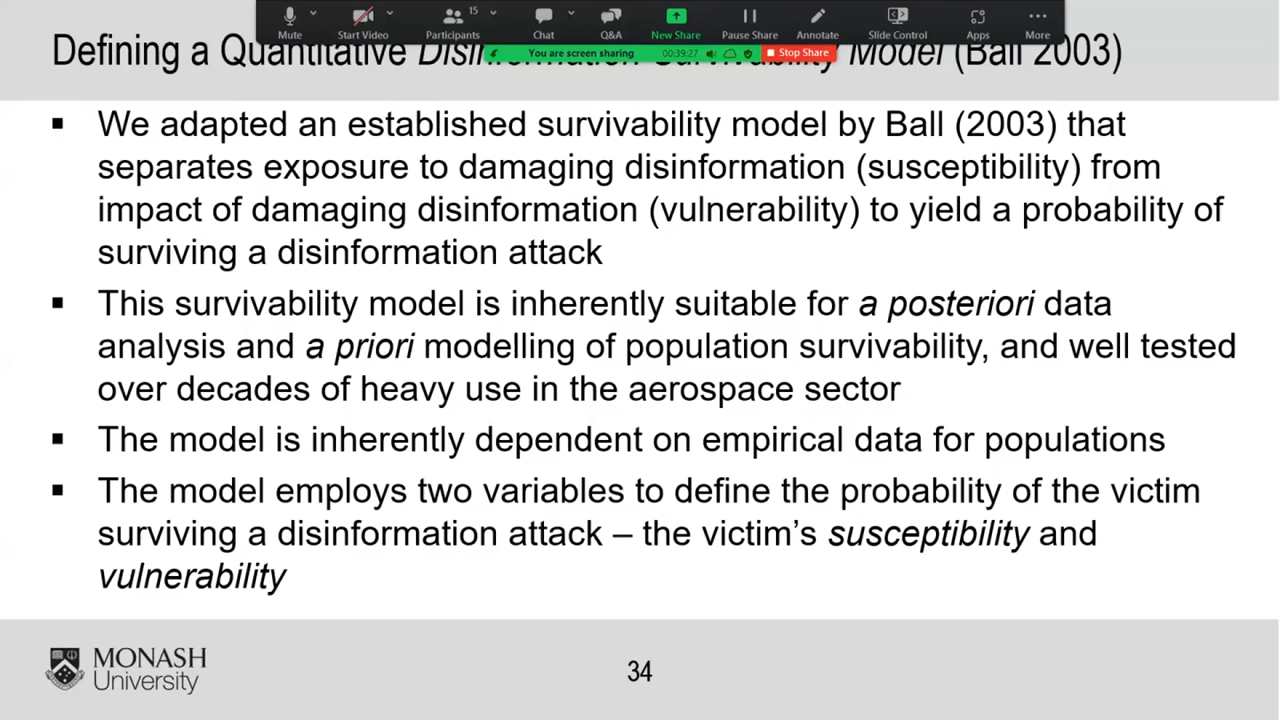 Mute
Start Video
15
Participants
Chat
Q&A
New Share
Pause Share
Annotate
Slide Control
Apps
More
You are screen sharing
00:39:27
Stop Share
Defining a Quantitative Model (Ball 2003)
▪ We adapted an established survivability model by Ball (2003) that
separates exposure to damaging disinformation (susceptibility) from
impact of damaging disinformation (vulnerability) to yield a probability of
surviving a disinformation attack
▪ This survivability model is inherently suitable for a posteriori data
analysis and a priori modelling of population survivability, and well tested
over decades of heavy use in the aerospace sector
▪ The model is inherently dependent on empirical data for populations
▪ The model employs two variables to define the probability of the victim
surviving a disinformation attack – the victim’s susceptibility and
vulnerability
MONASH
University
34